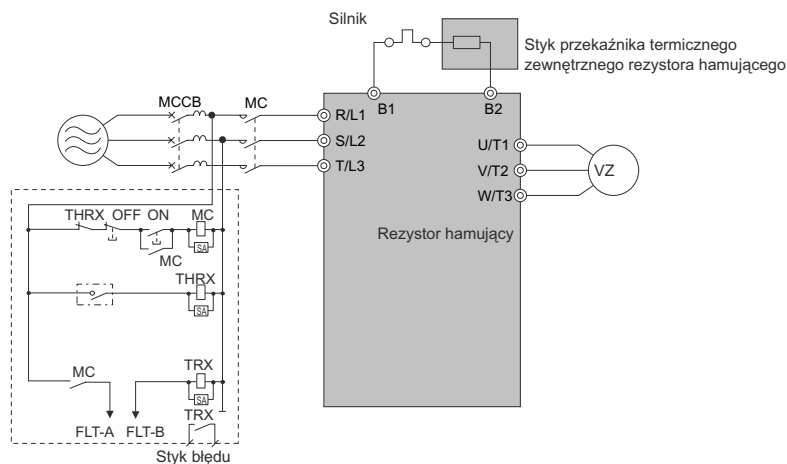 Silnik
Styk przekaźnika termicznego
zewnętrznego rezystora hamującego
MCCB MC
B1 B2
R/L1
S/L2
T/L3
U/T1
V/T2
W/T3
VZ
Rezystor hamujący
THRX OFF ON MC
SA
MC
THRX
SA
TRX
MC
SA
TRX
FLT-A FLT-B
Styk błędu